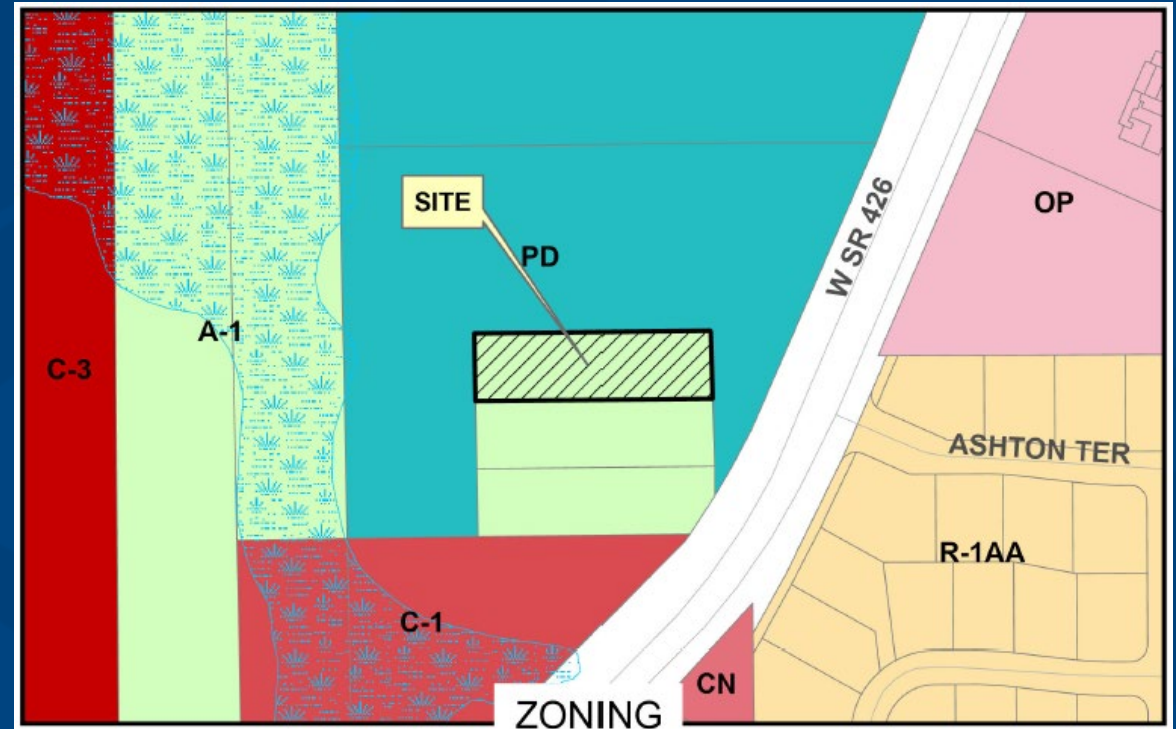 SITE
PD
W SR 426
OP
A-1
C-3
ASHTON TER
R-1AA
C-1
CN
ZONING